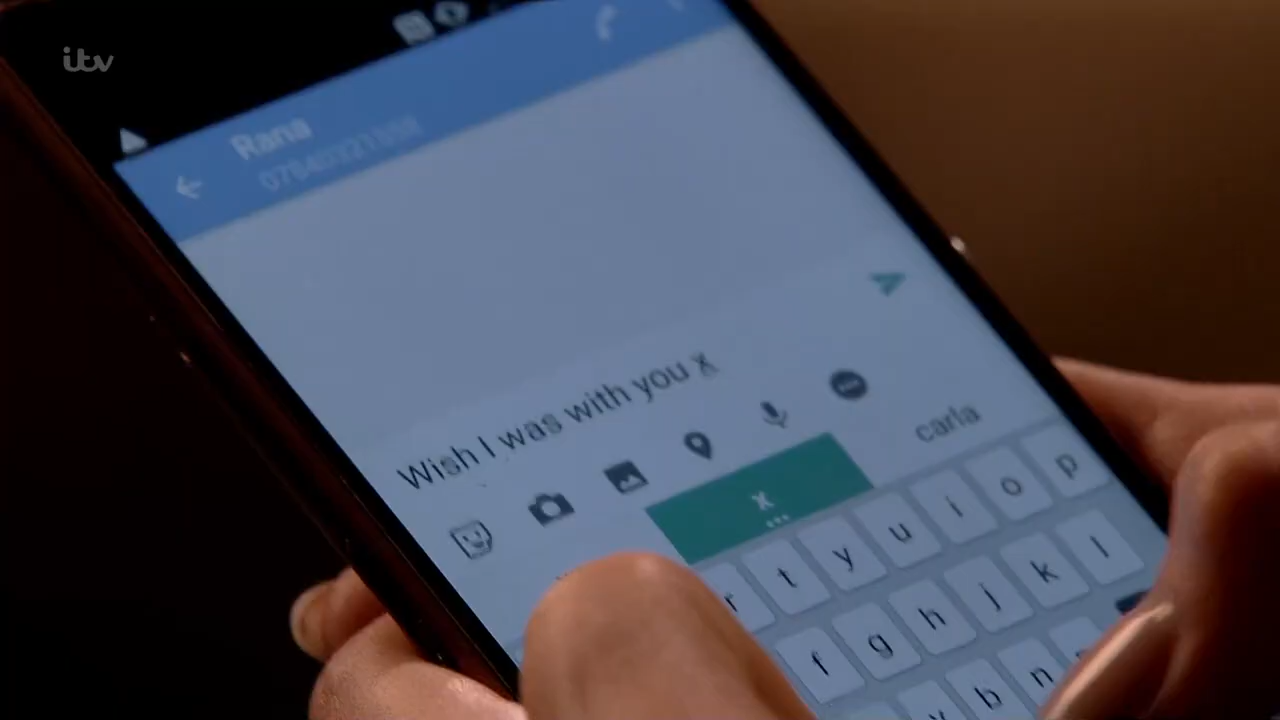 itv
Rana
Wish I was with you x
x
carla
r t y u i o p
f g h j k l
v b n